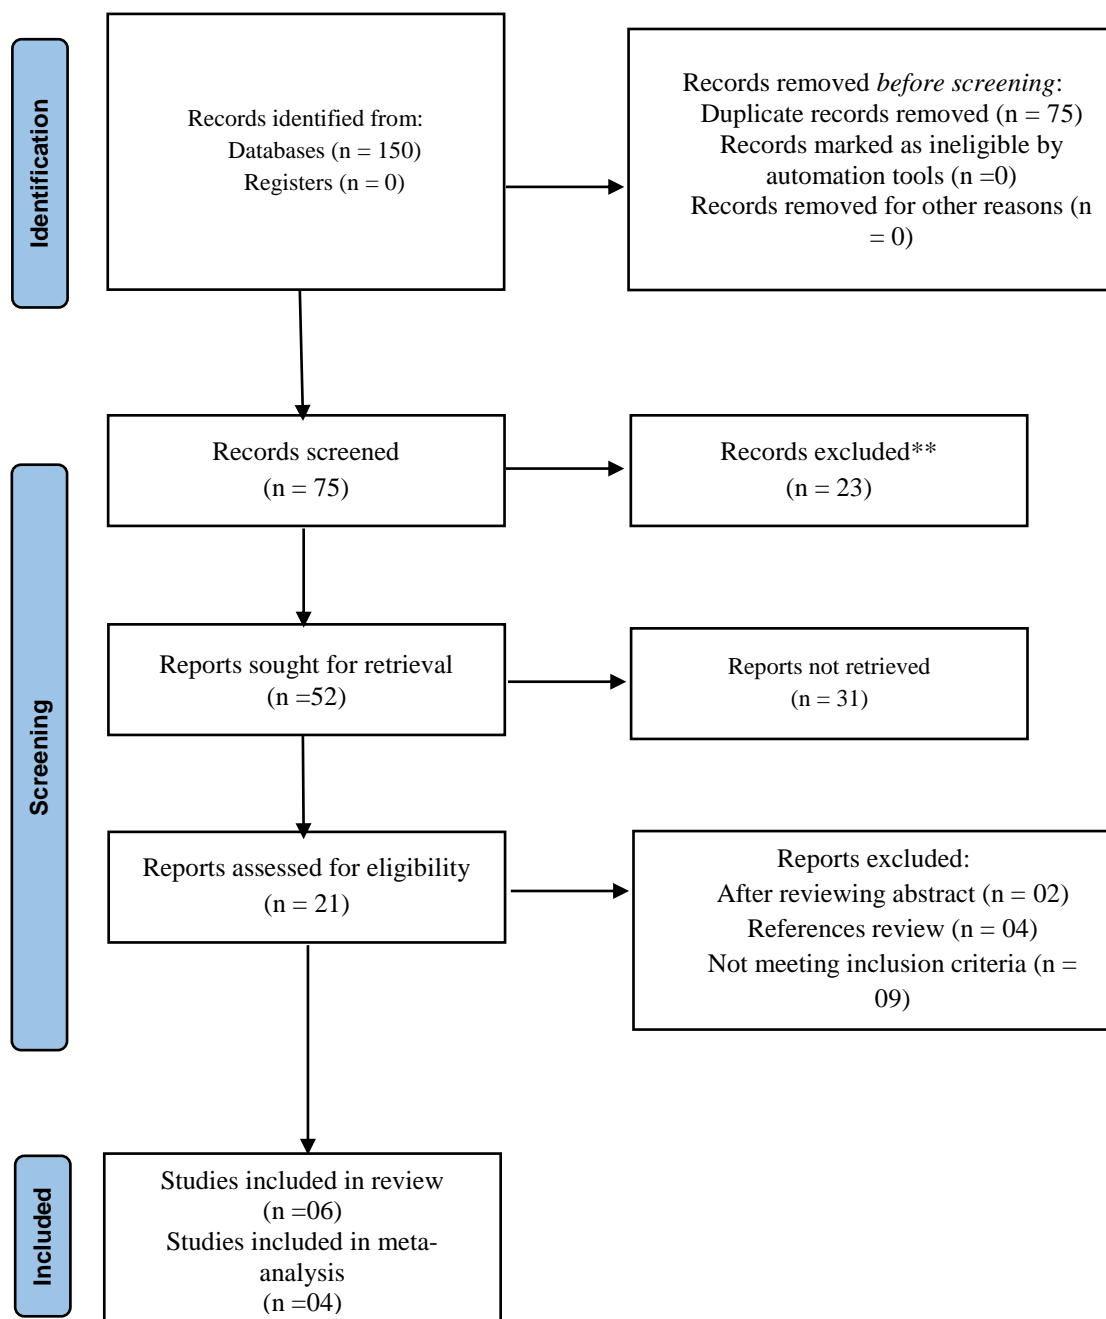 Identification
Records identified from:
Databases (n = 150)
Registers (n = 0)
Records removed before screening:
Duplicate records removed (n = 75)
Records marked as ineligible by
automation tools (n =0)
Records removed for other reasons (n
= 0)
Screening
Records screened
(n = 75)
Records excluded**
(n = 23)
Reports sought for retrieval
(n =52)
Reports not retrieved
(n = 31)
Reports assessed for eligibility
(n = 21)
Reports excluded:
After reviewing abstract (n = 02)
References review (n = 04)
Not meeting inclusion criteria (n =
09)
Included
Studies included in review
(n =06)
Studies included in meta-
analysis
(n =04)